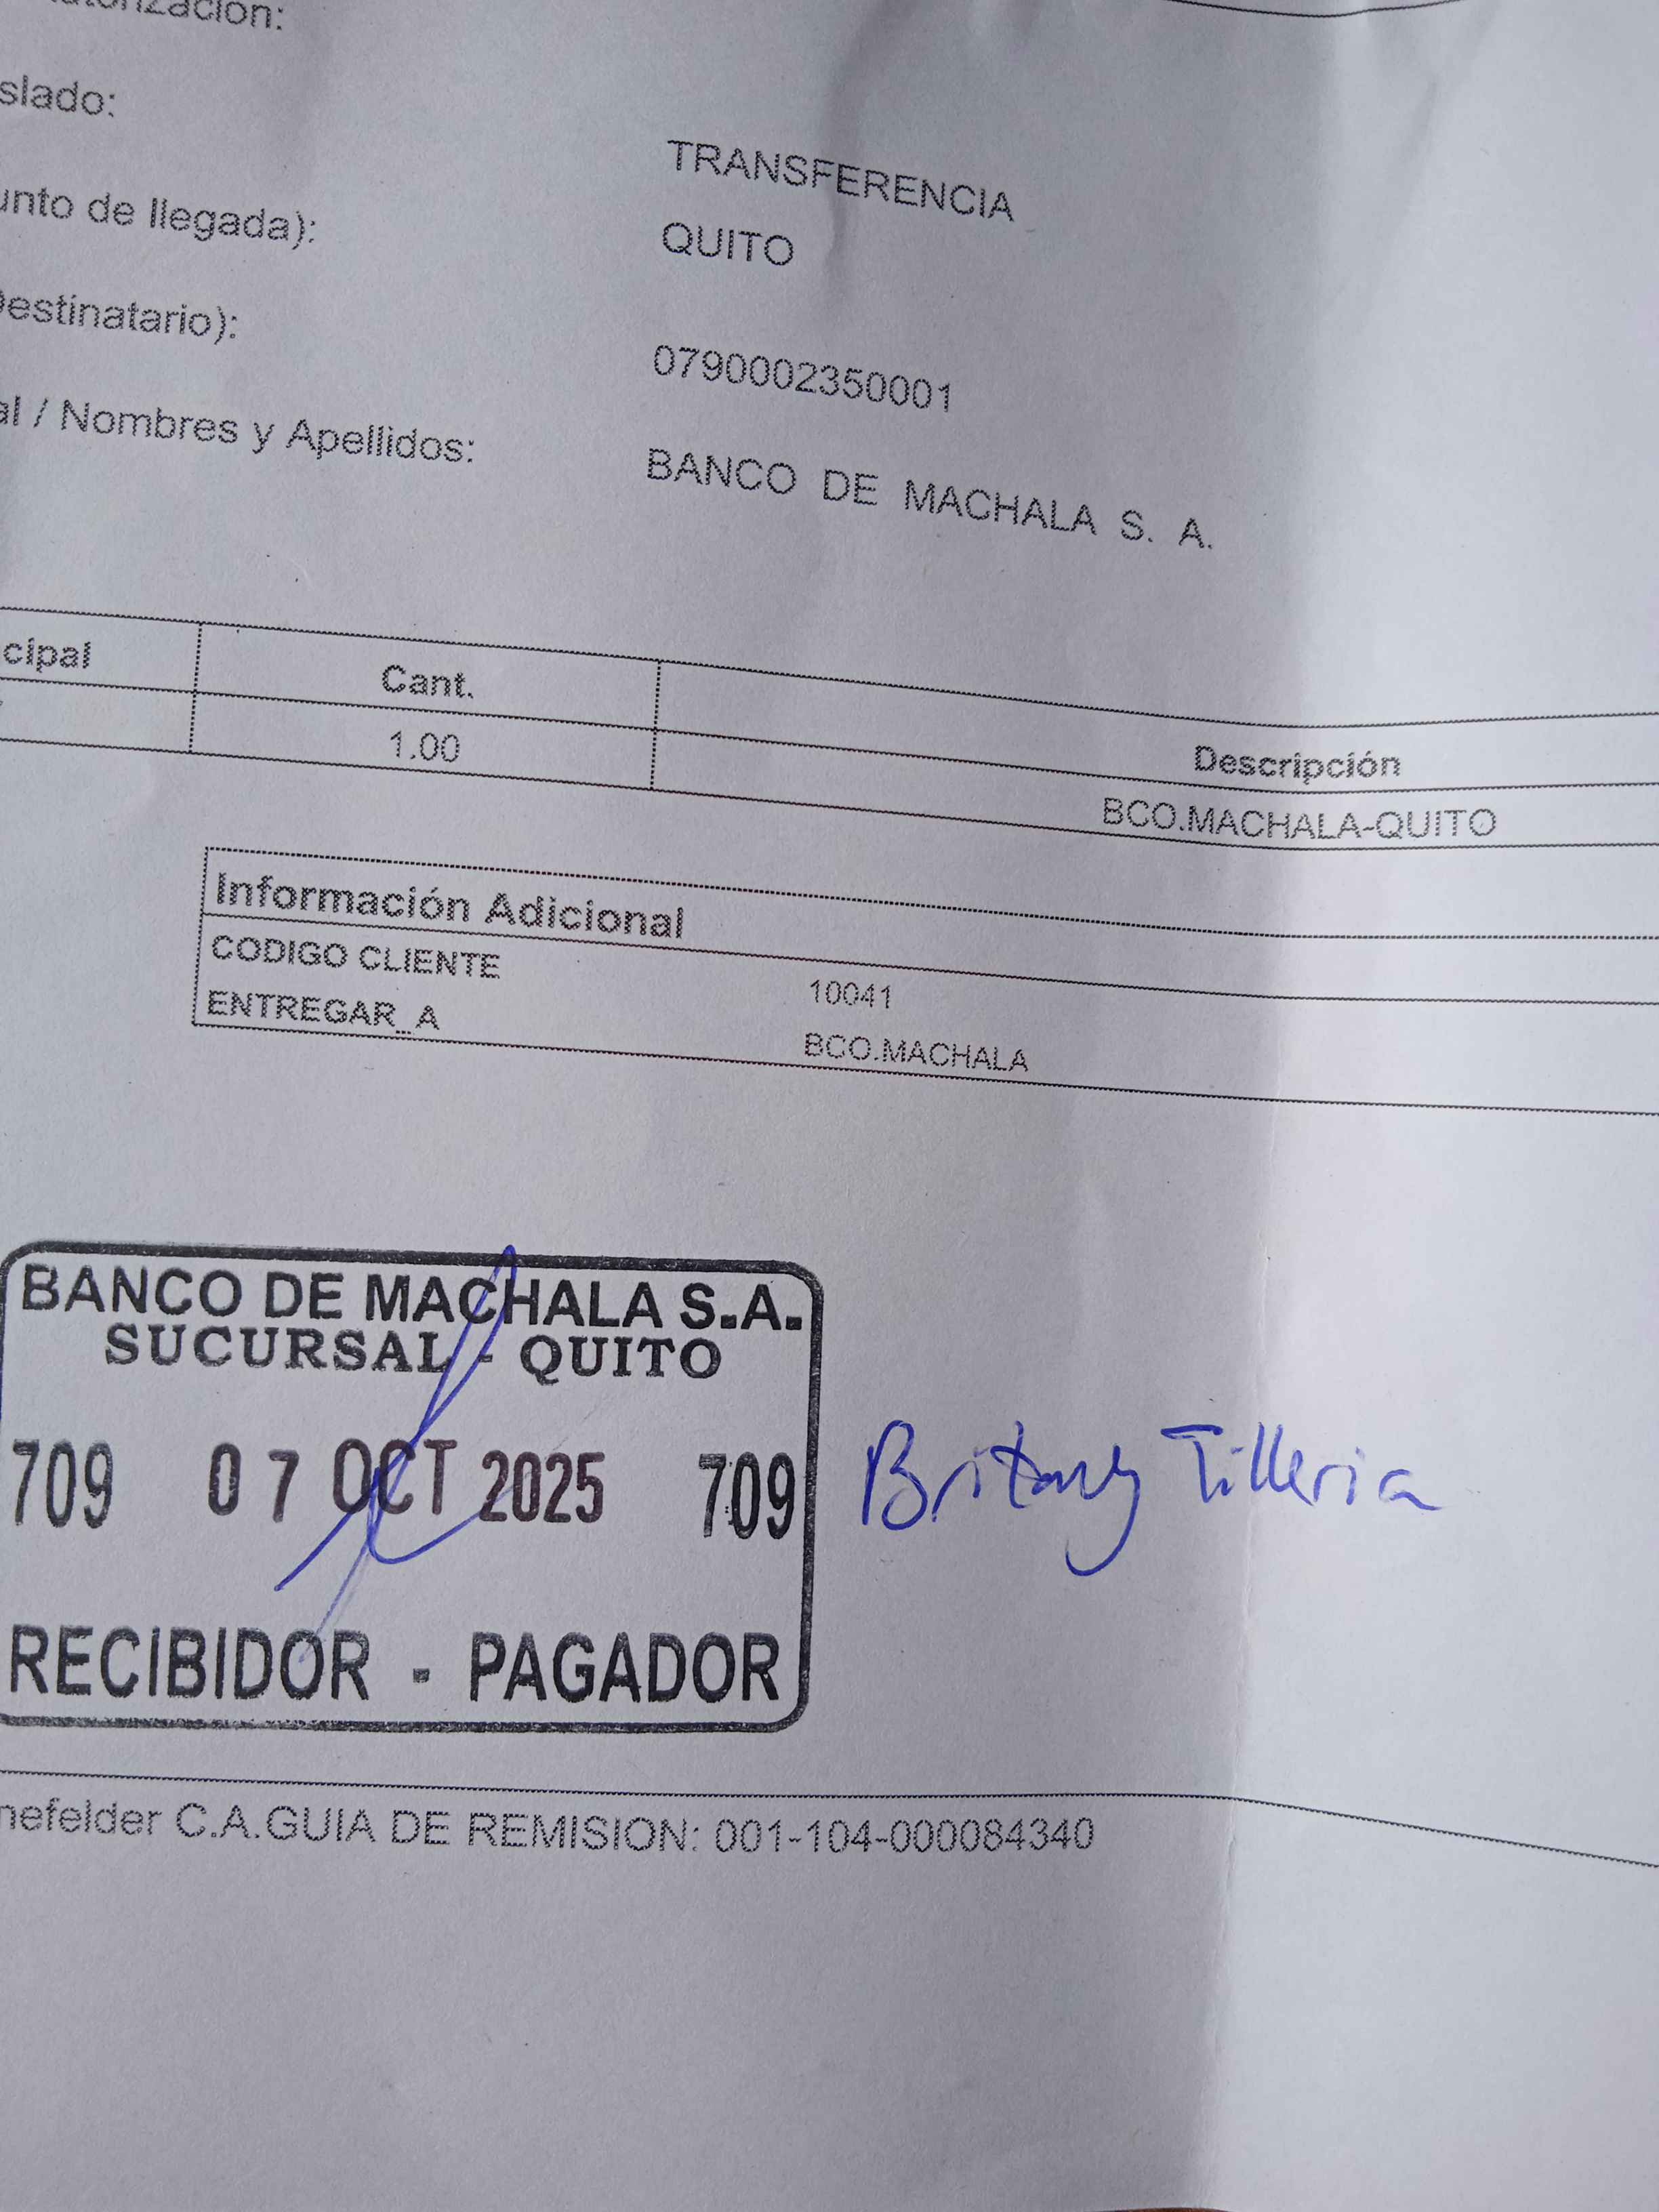 slado:
TRANSFERENCIA
unto de llegada):
QUITO
Destinatario):
0790002350001
al / Nombres y Apellidos:
BANCO DE MACHALA S. A.
cipal Cant. Descripción
1.00 BCO.MACHALA-QUITO
Información Adicional
CODIGO CLIENTE 10041
ENTREGAR_A BCO.MACHALA
BANCO DE MACHALA S.A.
SUCURSAL - QUITO
709 07 OCT 2025 709
Britany Tilleria
RECIBIDOR - PAGADOR
nefelder C.A.GUIA DE REMISION: 001-104-000084340